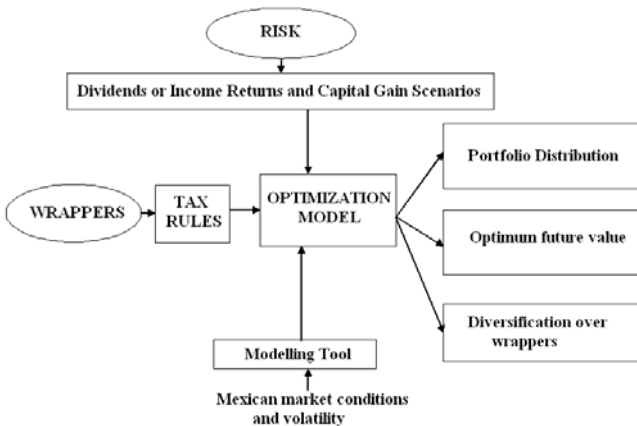 RISK
Dividends or Income Returns and Capital Gain Scenarios
Portfolio Distribution
WRAPPERS
TAX
RULES
OPTIMIZATION
MODEL
Optimum future value
Diversification over
wrappers
Modelling Tool
Mexican market conditions
and volatility